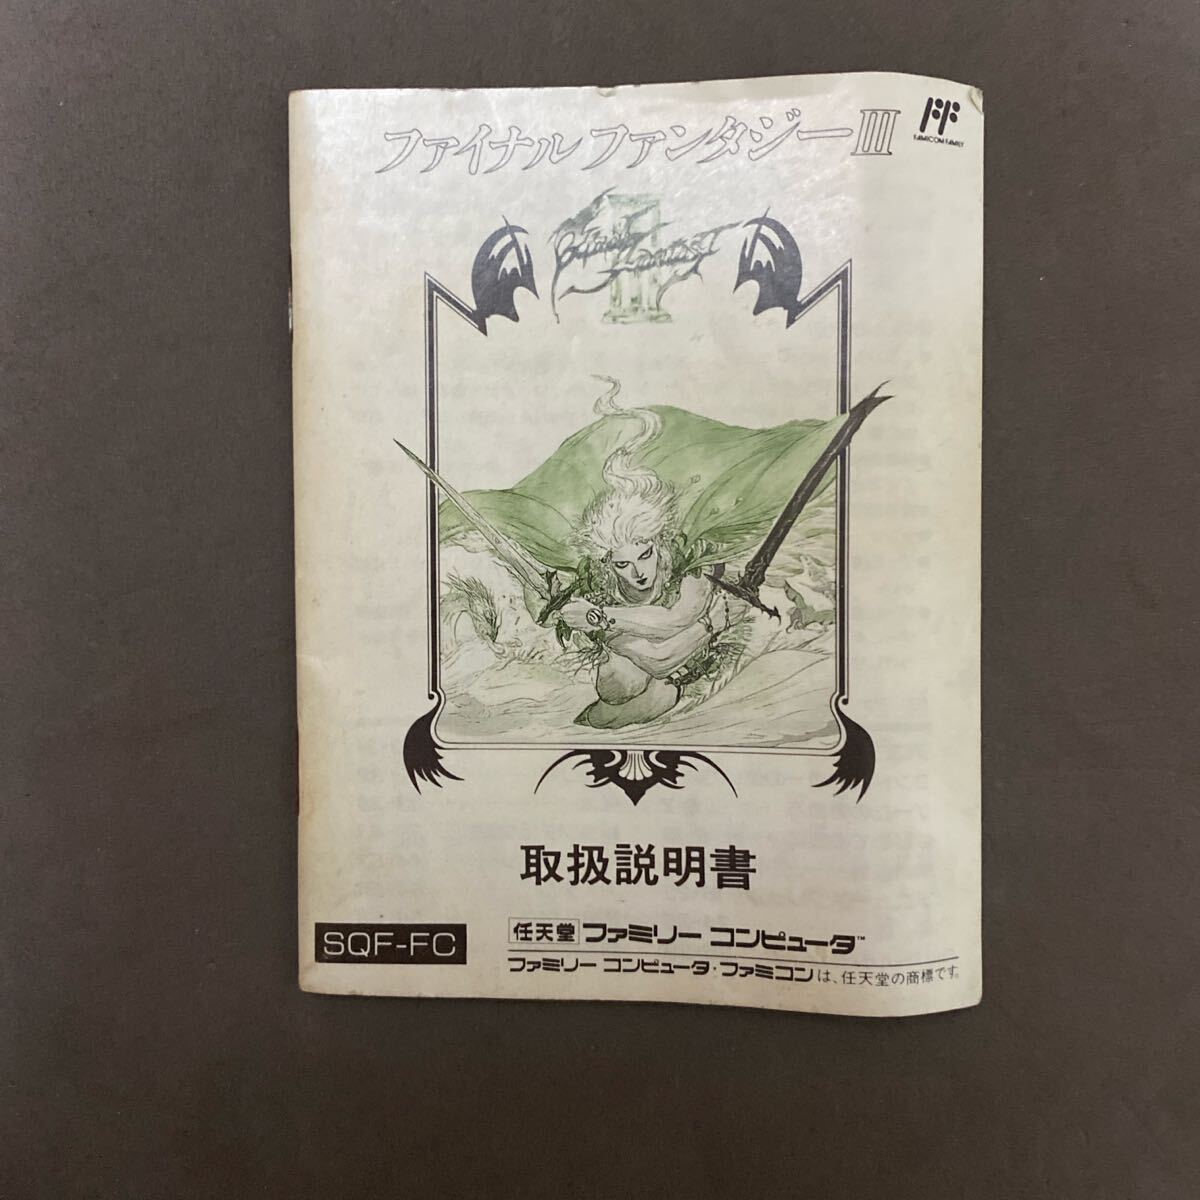 ファイナルファンタジーIII
FAMICOM FAMILY
Final Fantasy
III
取扱説明書
SQF-FC
任天堂 ファミリー コンピュータ™
ファミリー コンピュータ・ファミコンは、任天堂の商標です。